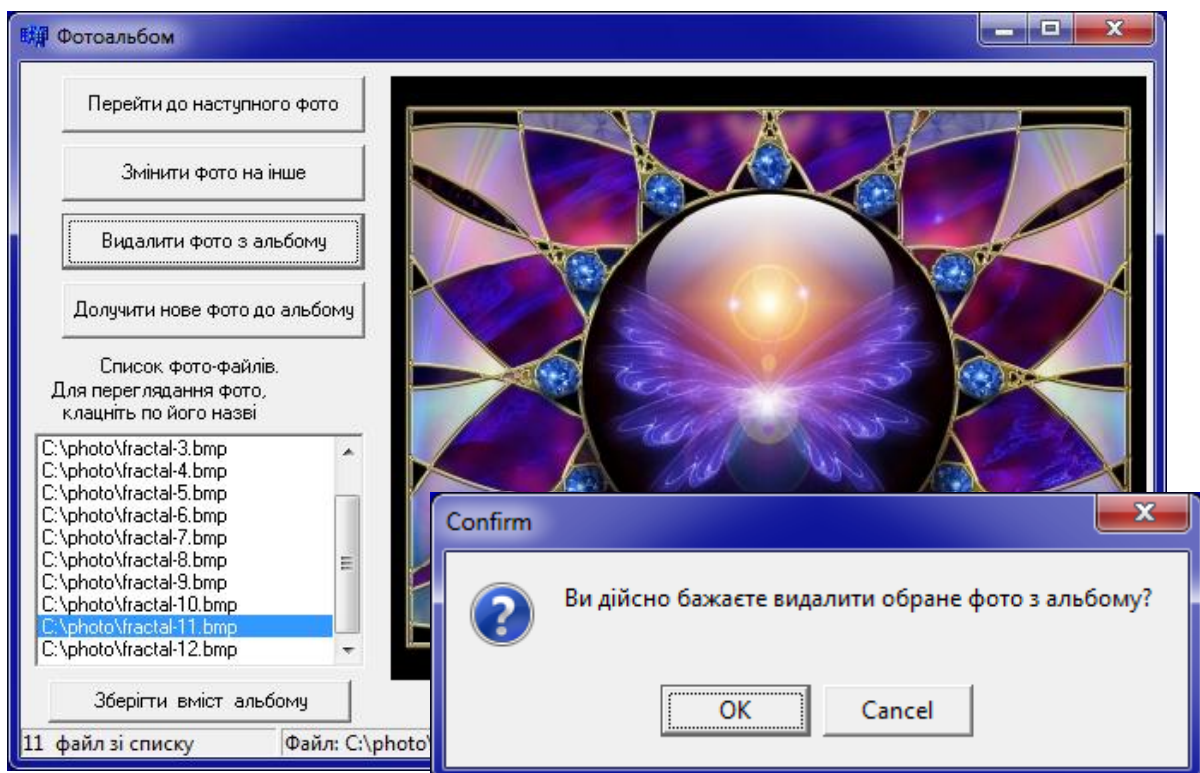 Фотоальбом
Перейти до наступного фото
Змінити фото на інше
Видалити фото з альбому
Долучити нове фото до альбому
Список фото-файлів.
Для переглядання фото,
клацніть по його назві
C:\photo\fractal-3.bmp
C:\photo\fractal-4.bmp
C:\photo\fractal-5.bmp
C:\photo\fractal-6.bmp
C:\photo\fractal-7.bmp
C:\photo\fractal-8.bmp
C:\photo\fractal-9.bmp
C:\photo\fractal-10.bmp
C:\photo\fractal-11.bmp
C:\photo\fractal-12.bmp
Зберігти вміст альбому
11 файл зі списку
Файл: C:\photo\
Confirm
Ви дійсно бажаєте видалити обране фото з альбому?
OK
Cancel